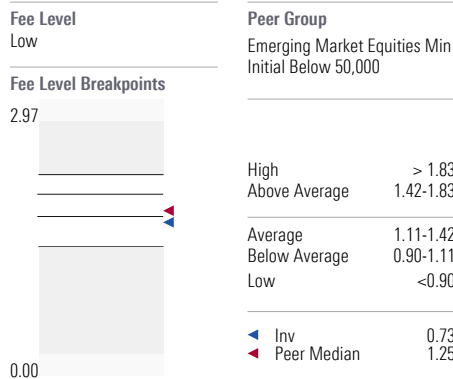 Fee Level
Low
Fee Level Breakpoints
2.97
0.00
Peer Group
Emerging Market Equities Min
Initial Below 50,000
High > 1.83
Above Average 1.42-1.83
Average 1.11-1.42
Below Average 0.90-1.11
Low <0.90
Inv 0.73
Peer Median 1.25